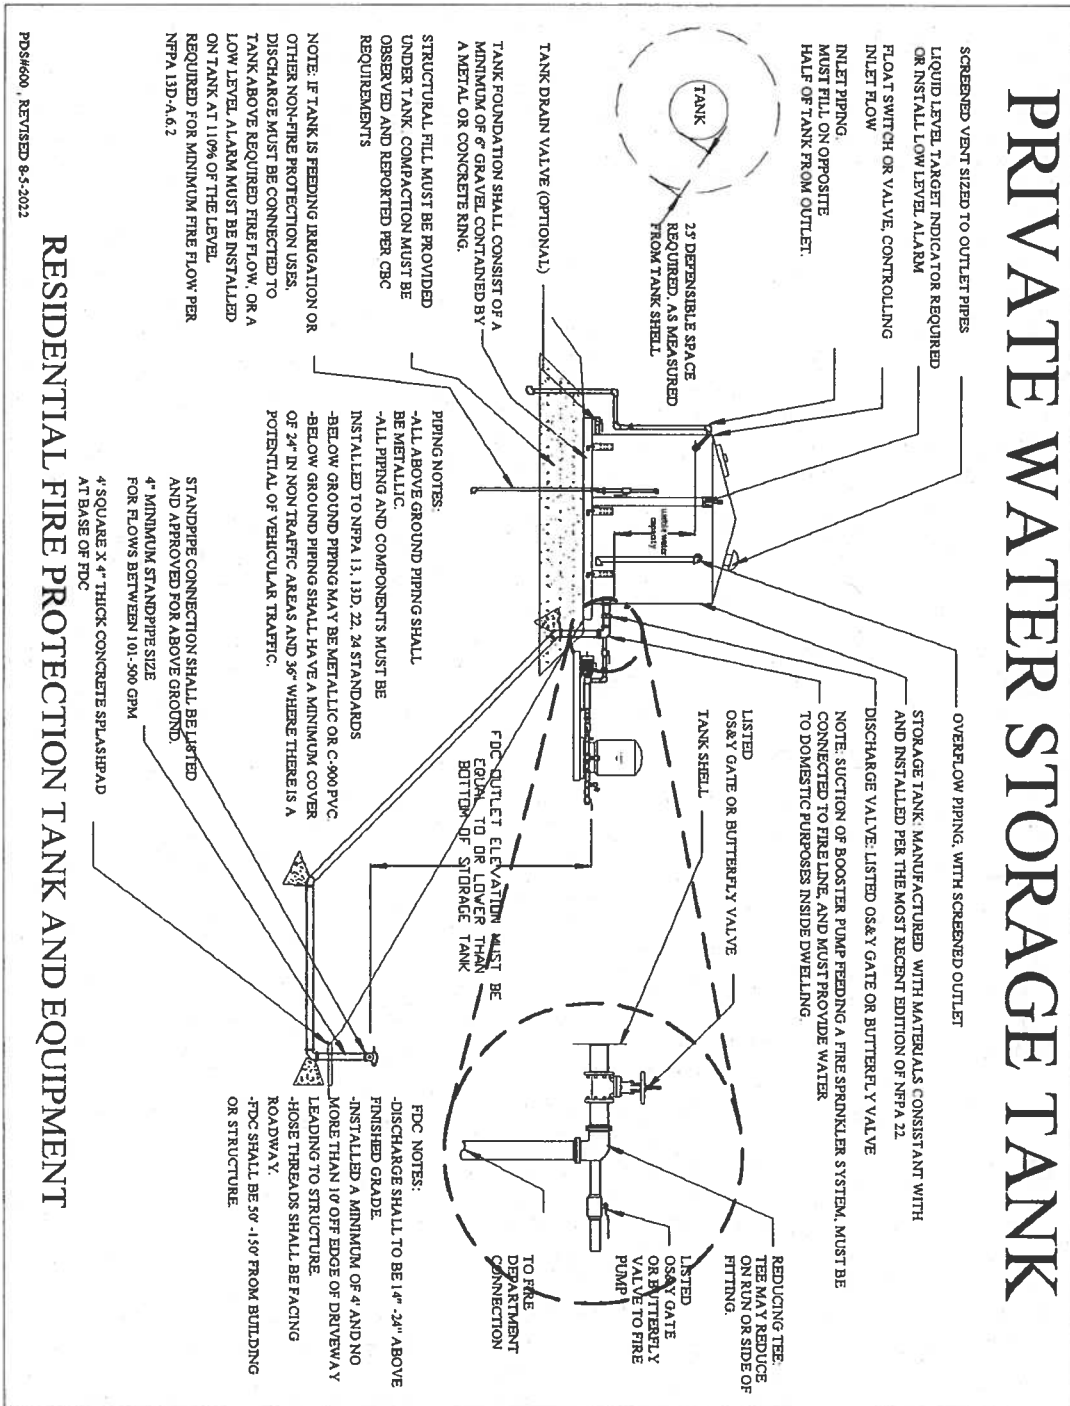 PRIVATE WATER STORAGE TANK
SCREENED VENT SIZED TO OUTLET PIPES
LIQUID LEVEL TARGET INDICATOR REQUIRED
OR INSTALL LOW LEVEL ALARM
FLOAT SWITCH OR VALVE, CONTROLLING
INLET FLOW
INLET PIPING.
MUST FILL ON OPPOSITE
HALF OF TANK FROM OUTLET.
TANK
25' DEFENSIBLE SPACE
REQUIRED, AS MEASURED
FROM TANK SHELL
TANK DRAIN VALVE (OPTIONAL)
TANK FOUNDATION SHALL CONSIST OF A
MINIMUM OF 6" GRAVEL CONTAINED BY
A METAL OR CONCRETE RING.
STRUCTURAL FILL MUST BE PROVIDED
UNDER TANK. COMPACTION MUST BE
OBSERVED AND REPORTED PER CBC
REQUIREMENTS
NOTE: IF TANK IS FEEDING IRRIGATION OR
OTHER NON-FIRE PROTECTION USES,
DISCHARGE MUST BE CONNECTED TO
TANK ABOVE REQUIRED FIRE FLOW, OR A
LOW LEVEL ALARM MUST BE INSTALLED
ON TANK AT 110% OF THE LEVEL
REQUIRED FOR MINIMUM FIRE FLOW PER
NFPA 13D-A.6.2
usable water
capacity
OVERFLOW PIPING, WITH SCREENED OUTLET
STORAGE TANK: MANUFACTURED WITH MATERIALS CONSISTANT WITH
AND INSTALLED PER THE MOST RECENT EDITION OF NFPA 22
DISCHARGE VALVE: LISTED OS&Y GATE OR BUTTERFLY VALVE
NOTE: SUCTION OF BOOSTER PUMP FEEDING A FIRE SPRINKLER SYSTEM, MUST BE
CONNECTED TO FIRE LINE, AND MUST PROVIDE WATER
TO DOMESTIC PURPOSES INSIDE DWELLING.
LISTED
OS&Y GATE OR BUTTERFLY VALVE
TANK SHELL
REDUCING TEE:
TEE MAY REDUCE
ON RUN OR SIDE OF
FITTING.
LISTED
OS&Y GATE
OR BUTTERFLY
VALVE TO FIRE
PUMP
TO FIRE
DEPARTMENT
CONNECTION
FDC OUTLET ELEVATION MUST BE
EQUAL TO OR LOWER THAN
BOTTOM OF STORAGE TANK
PIPING NOTES:
-ALL ABOVE GROUND PIPING SHALL
BE METALLIC.
-ALL PIPING AND COMPONENTS MUST BE
INSTALLED TO NFPA 13, 13D, 22, 24 STANDARDS
-BELOW GROUND PIPING MAY BE METALLIC OR C-900 PVC.
-BELOW GROUND PIPING SHALL HAVE A MINIMUM COVER
OF 24" IN NON TRAFFIC AREAS AND 36" WHERE THERE IS A
POTENTIAL OF VEHICULAR TRAFFIC.
STANDPIPE CONNECTION SHALL BE LISTED
AND APPROVED FOR ABOVE GROUND.
4" MINIMUM STANDPIPE SIZE
FOR FLOWS BETWEEN 101-500 GPM
4' SQUARE X 4" THICK CONCRETE SPLASHPAD
AT BASE OF FDC
FDC NOTES:
-DISCHARGE SHALL TO BE 14" -24" ABOVE
FINISHED GRADE.
-INSTALLED A MINIMUM OF 4' AND NO
MORE THAN 10' OFF EDGE OF DRIVEWAY
LEADING TO STRUCTURE.
-HOSE THREADS SHALL BE FACING
ROADWAY.
-FDC SHALL BE 50' -150' FROM BUILDING
OR STRUCTURE.
RESIDENTIAL FIRE PROTECTION TANK AND EQUIPMENT
PDS#600 , REVISED 8-5-2022